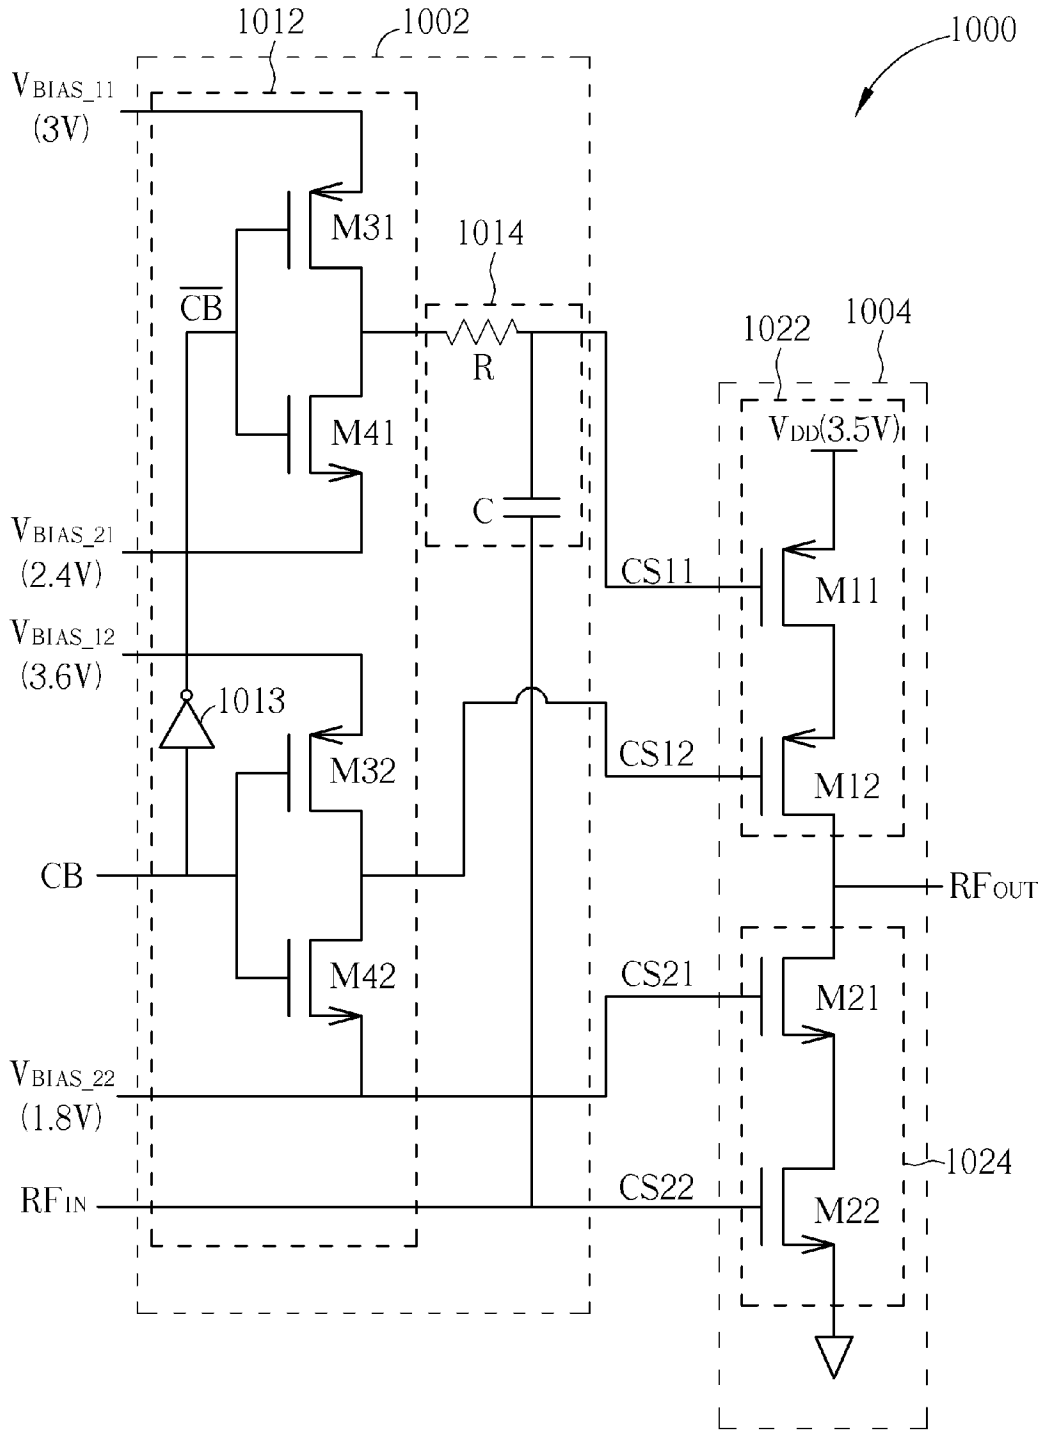 1012
1002
1000
VBIAS_11
(3V)
M31
1014
CB
R
1004
1022
VDD(3.5V)
M41
C
VBIAS_21
(2.4V)
CS11
M11
VBIAS_12
(3.6V)
1013
M32
CS12
M12
CB
RFOUT
M42
CS21
M21
VBIAS_22
(1.8V)
1024
RFIN
CS22
M22